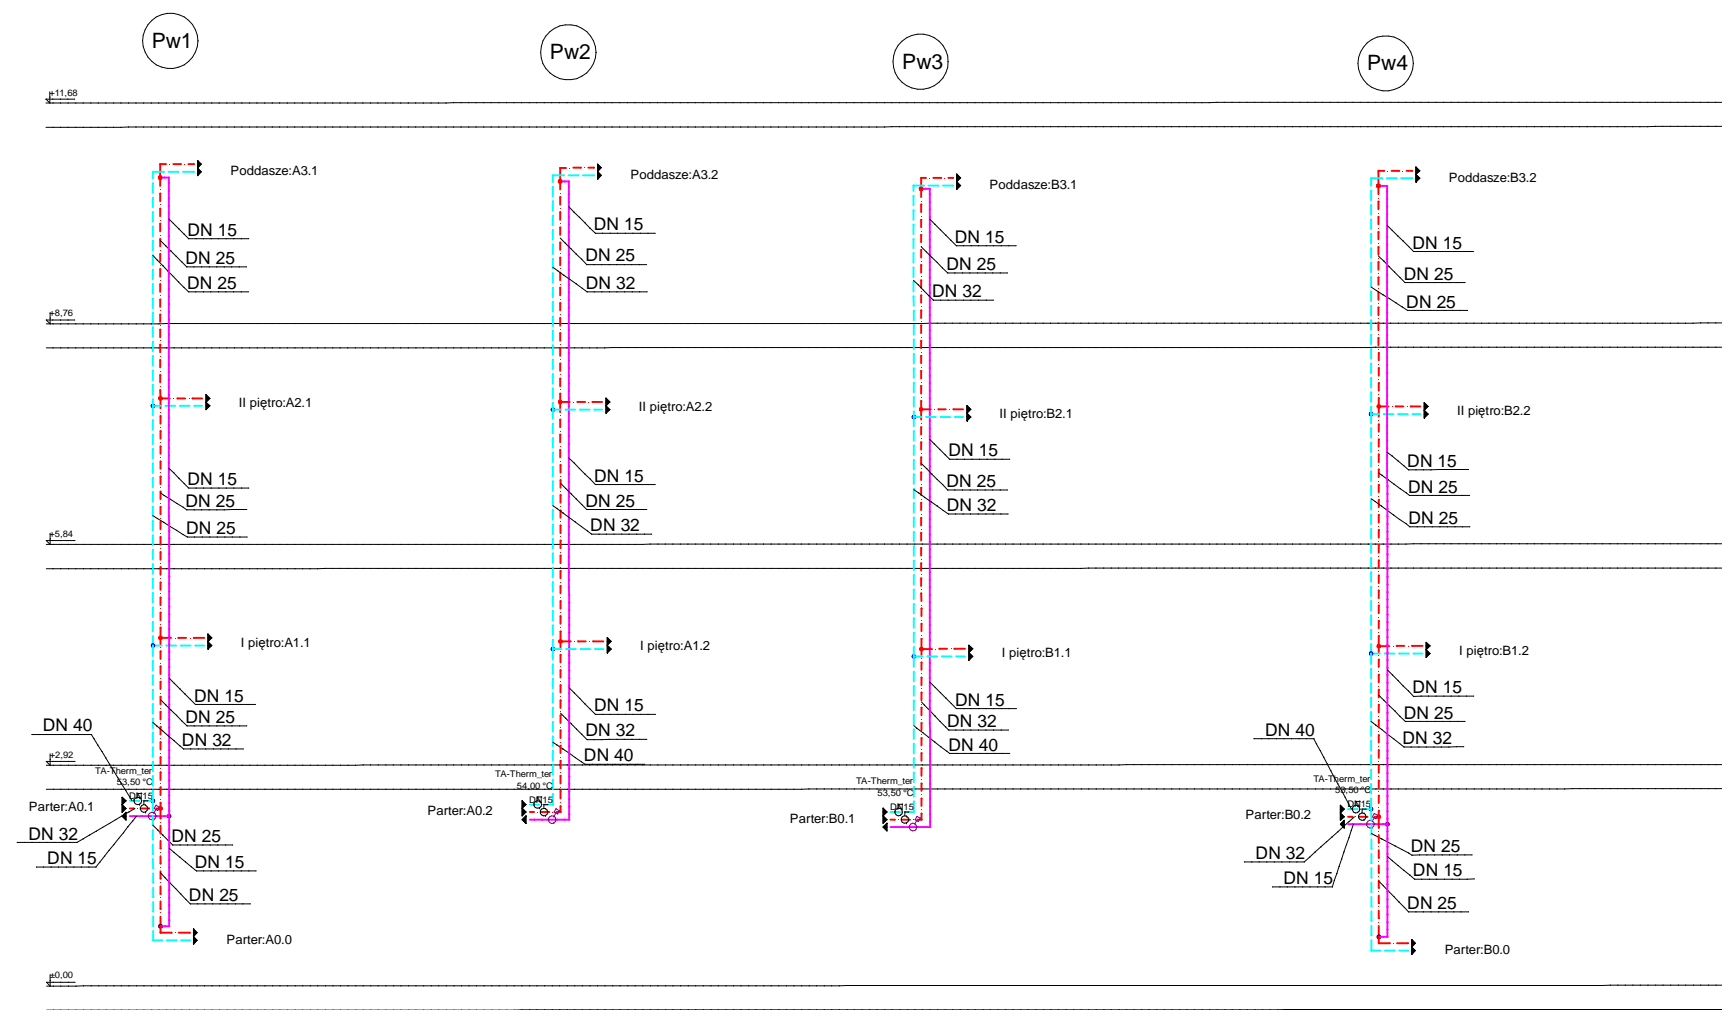 Pw1
Pw2
Pw3
Pw4
+11,68
Poddasze:A3.1
Poddasze:A3.2
Poddasze:B3.1
Poddasze:B3.2
DN 15
DN 25
DN 25
DN 15
DN 25
DN 32
DN 15
DN 25
DN 32
DN 15
DN 25
DN 25
+8,76
II piętro:A2.1
II piętro:A2.2
II piętro:B2.1
II piętro:B2.2
DN 15
DN 25
DN 25
DN 15
DN 25
DN 32
DN 15
DN 25
DN 32
DN 15
DN 25
DN 25
+5,84
I piętro:A1.1
I piętro:A1.2
I piętro:B1.1
I piętro:B1.2
DN 15
DN 25
DN 32
DN 15
DN 32
DN 40
DN 15
DN 32
DN 40
DN 15
DN 25
DN 32
+2,92
DN 40
TA-Therm_ter
53,50 °C
DN15
Parter:A0.1
DN 32
DN 15
DN 25
DN 15
DN 25
Parter:A0.0
TA-Therm_ter
54,00 °C
DN15
Parter:A0.2
TA-Therm_ter
53,50 °C
DN15
Parter:B0.1
DN 40
TA-Therm_ter
53,50 °C
DN15
Parter:B0.2
DN 32
DN 15
DN 25
DN 15
DN 25
Parter:B0.0
+0,00